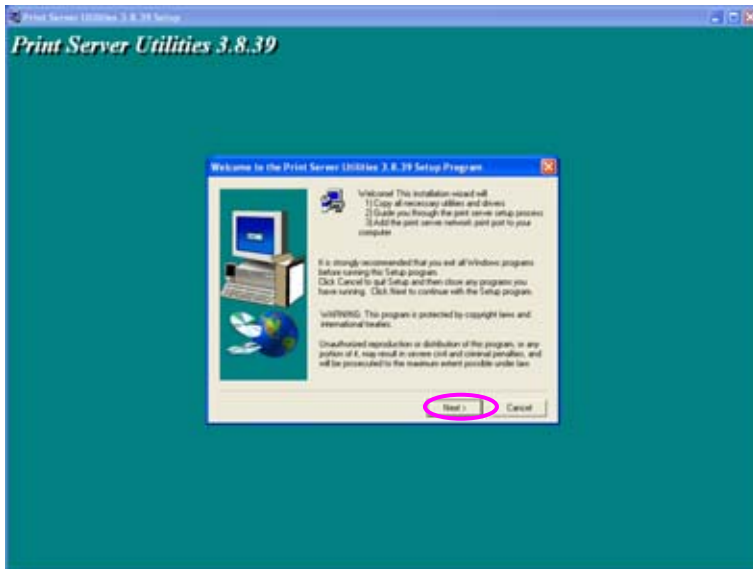 Print Server Utilities 3.8.39 Setup
Print Server Utilities 3.8.39
Welcome to the Print Server Utilities 3.8.39 Setup Program
Welcome! This installation wizard will
1) Copy all necessary utilities and drivers
2) Guide you through the print server setup process
3) Add the print server network print port to your
computer
It is strongly recommended that you exit all Windows programs
before running this Setup program.
Click Cancel to quit Setup and then close any programs you
have running. Click Next to continue with the Setup program.
WARNING: This program is protected by copyright laws and
international treaties.
Unauthorized reproduction or distribution of this program, or any
portion of it, may result in severe civil and criminal penalties, and
will be prosecuted to the maximum extent possible under law.
Next >
Cancel